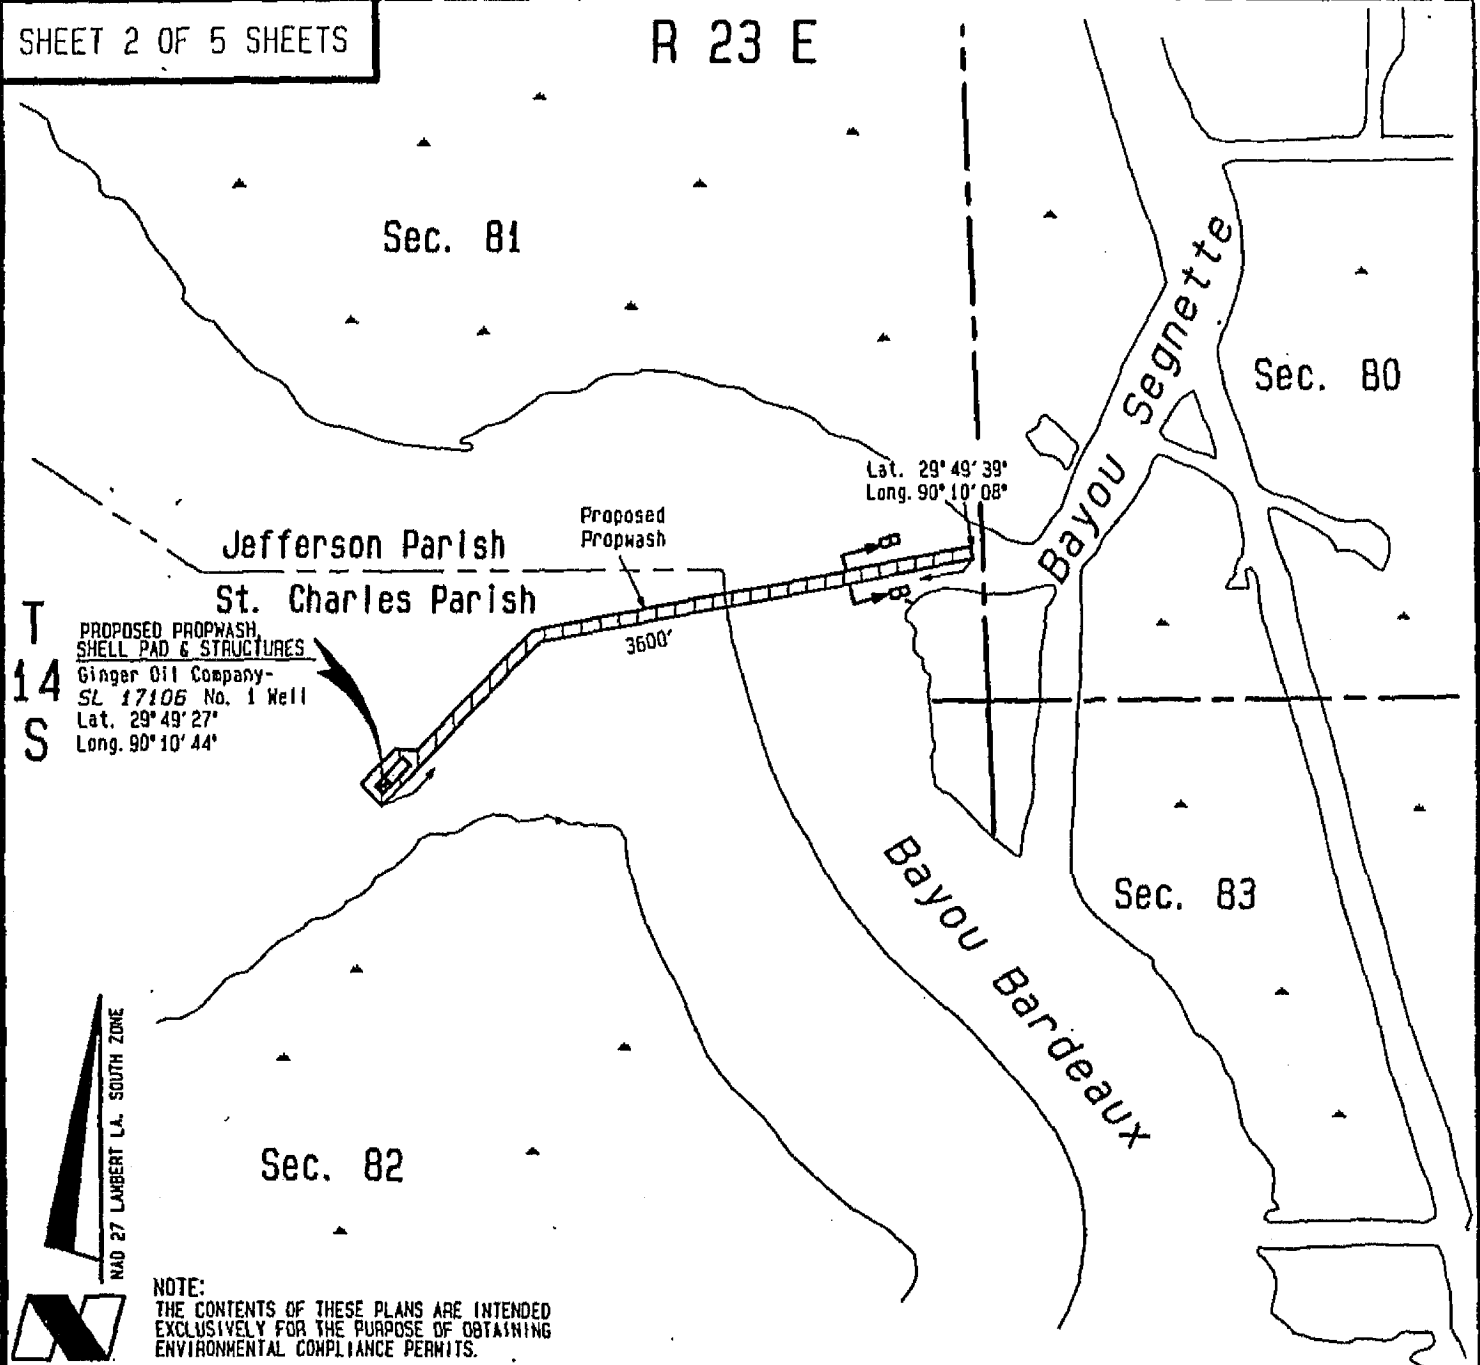 SHEET 2 OF 5 SHEETS
R 23 E
Sec. 81
Bayou Segnette
Sec. 80
Lat. 29° 49' 39"
Long. 90° 10' 08"
Proposed
Propwash
B
B'
Jefferson Parish
St. Charles Parish
3600'
T
14
S
PROPOSED PROPWASH,
SHELL PAD & STRUCTURES
Ginger Oil Company-
SL 17106 No. 1 Well
Lat. 29° 49' 27"
Long. 90° 10' 44"
Sec. 83
Bayou Bardeaux
Sec. 82
NAD 27 LAMBERT LA. SOUTH ZONE
N
NOTE:
THE CONTENTS OF THESE PLANS ARE INTENDED
EXCLUSIVELY FOR THE PURPOSE OF OBTAINING
ENVIRONMENTAL COMPLIANCE PERMITS.